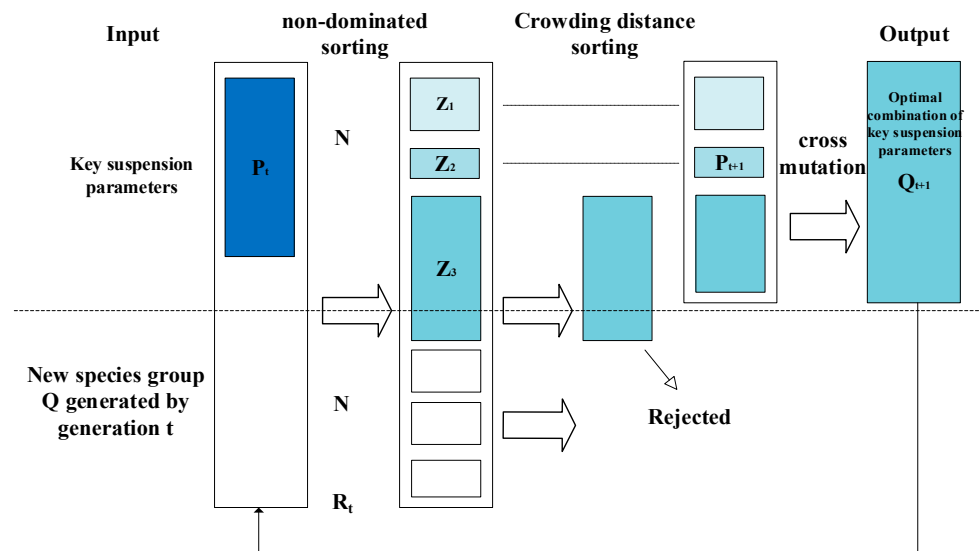 Input
non-dominated
sorting
Crowding distance
sorting
Output
Key suspension
parameters
Pt
N
Z1
Z2
Z3
Pt+1
cross
mutation
Optimal
combination of
key suspension
parameters
Qt+1
New species group
Q generated by
generation t
N
Rt
Rejected